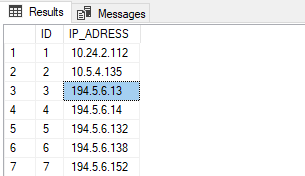 Results Messages
ID IP_ADRESS
1 1 10.24.2.112
2 2 10.5.4.135
3 3 194.5.6.13
4 4 194.5.6.14
5 5 194.5.6.132
6 6 194.5.6.138
7 7 194.5.6.152